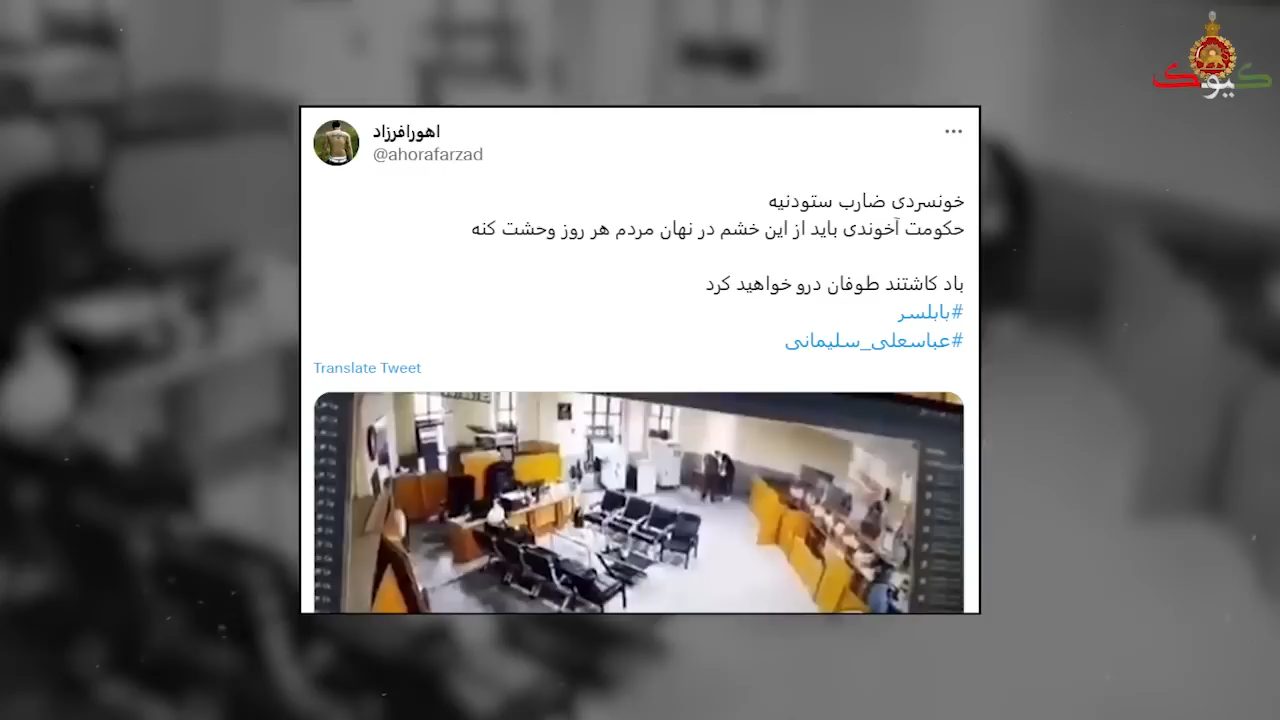 کیوک
اهورافرزاد
@ahorafarzad
خونسردی ضارب ستودنیه
حکومت آخوندی باید از این خشم در نهان مردم هر روز وحشت کنه
باد کاشتند طوفان درو خواهید کرد
#بابلسر
#عباسعلی_سلیمانی
Translate Tweet